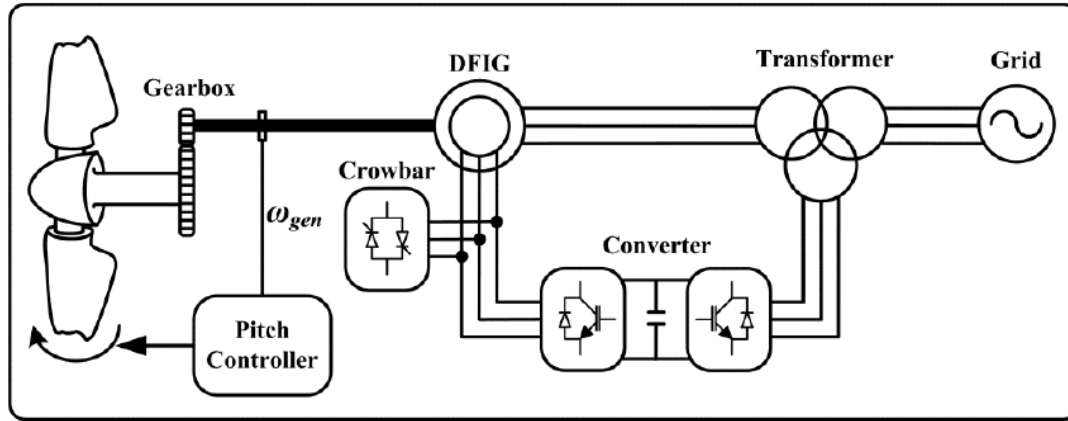 DFIG
Transformer
Grid
Gearbox
Crowbar
ω_gen
Converter
Pitch
Controller